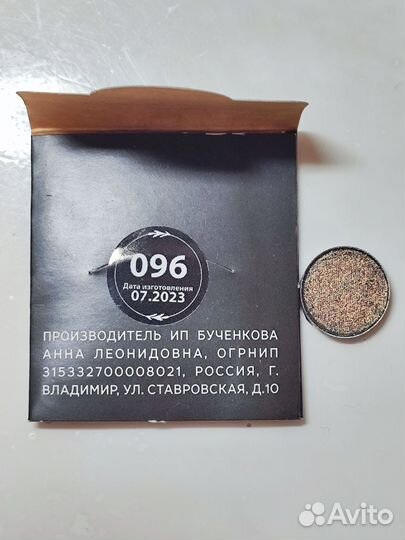 096
Дата изготовления
07.2023
ПРОИЗВОДИТЕЛЬ ИП БУЧЕНКОВА
АННА ЛЕОНИДОВНА, ОГРНИП
315332700008021, РОССИЯ, Г.
ВЛАДИМИР, УЛ. СТАВРОВСКАЯ, Д.10
Avito